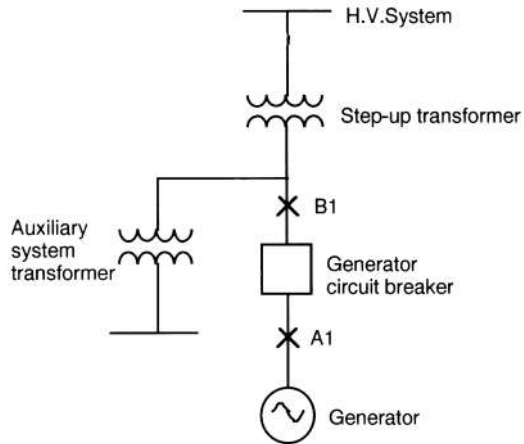 H.V.System
Step-up transformer
B1
Auxiliary
system
transformer
Generator
circuit breaker
A1
Generator